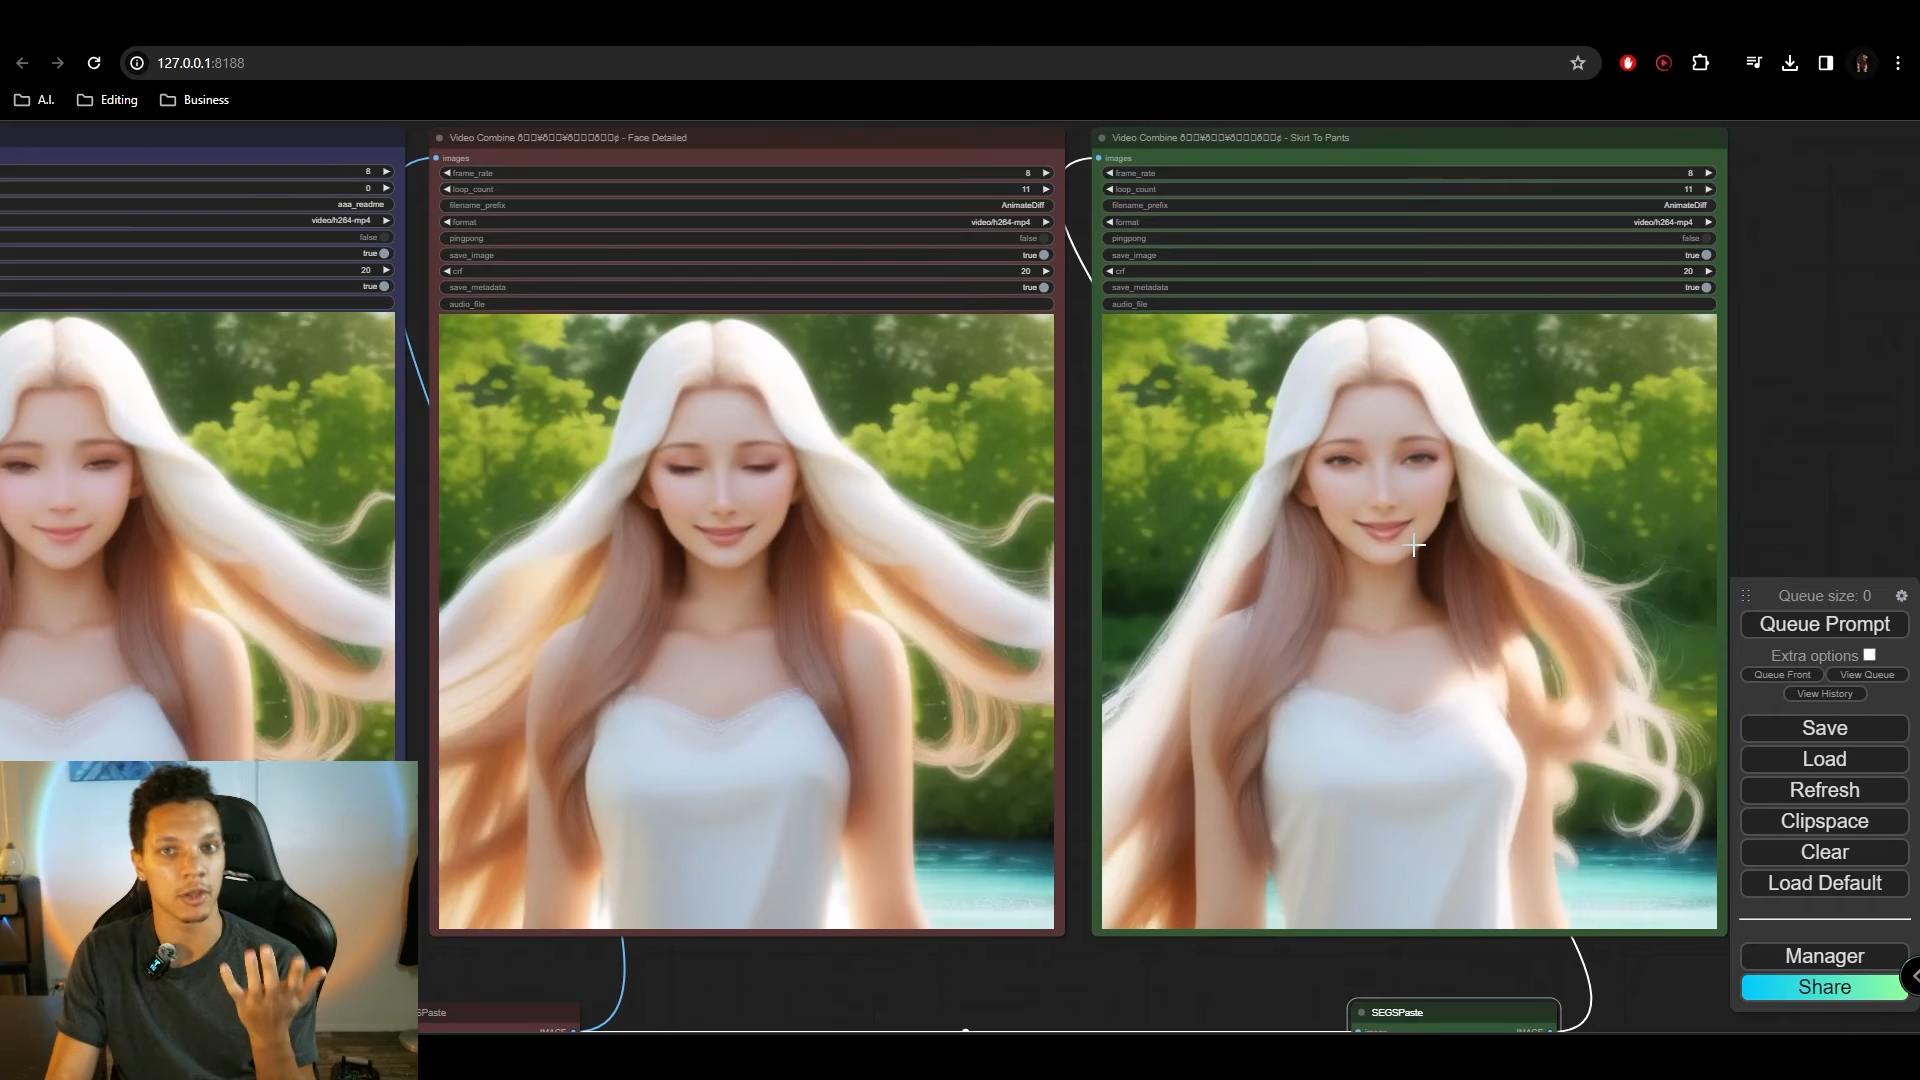 127.0.0.1:8188
A.I.
Editing
Business
8
0
aaa_readme
video/h264-mp4
false
true
20
true
Video Combine - Face Detailed
images
frame_rate 8
loop_count 11
filename_prefix AnimateDiff
format video/h264-mp4
pingpong false
save_image true
crf 20
save_metadata true
audio_file
Video Combine - Skirt To Pants
images
frame_rate 8
loop_count 11
filename_prefix AnimateDiff
format video/h264-mp4
pingpong false
save_image true
crf 20
save_metadata true
audio_file
Queue size: 0
Queue Prompt
Extra options
Queue Front View Queue
View History
Save
Load
Refresh
Clipspace
Clear
Load Default
Manager
Share
SPaste
SEGSPaste